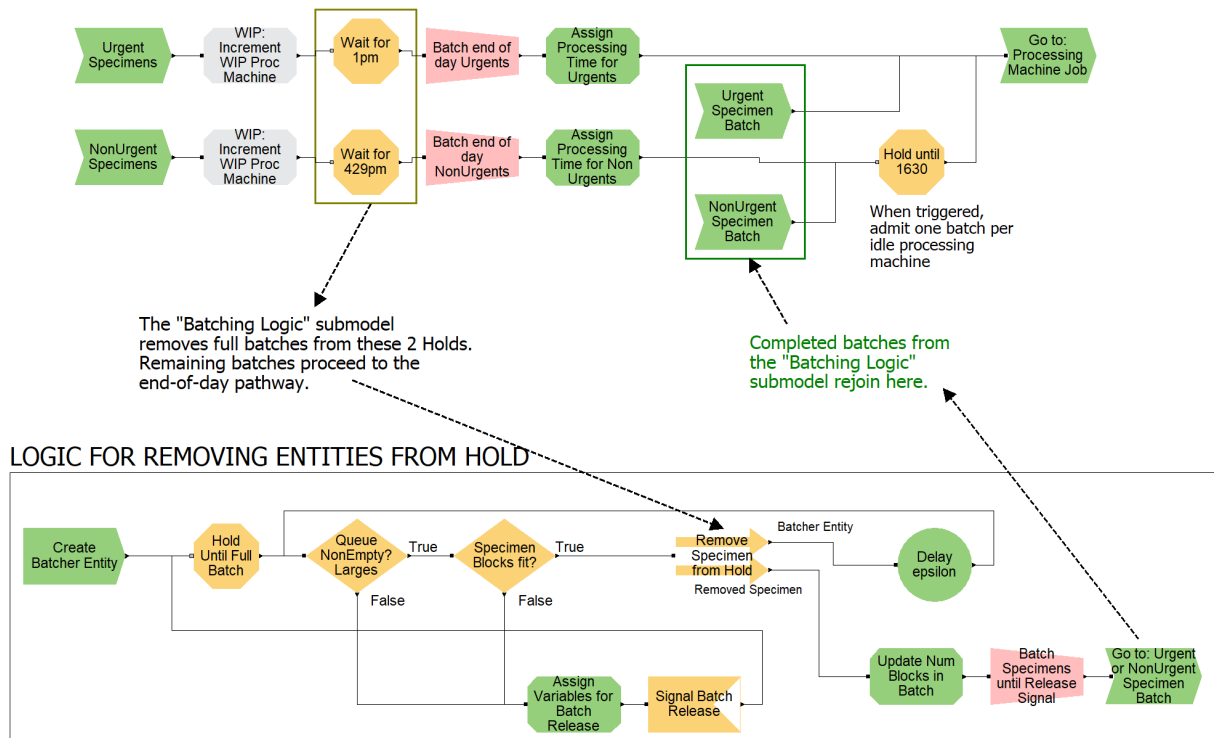 Urgent
Specimens
WIP:
Increment
WIP Proc
Machine
Wait for
1pm
Batch end of
day Urgents
Assign
Processing
Time for
Urgents
Go to:
Processing
Machine Job
Urgent
Specimen
Batch
NonUrgent
Specimens
WIP:
Increment
WIP Proc
Machine
Wait for
429pm
Batch end of
day
NonUrgents
Assign
Processing
Time for Non
Urgents
Hold until
1630
NonUrgent
Specimen
Batch
When triggered,
admit one batch per
idle processing
machine
The "Batching Logic" submodel
removes full batches from these 2 Holds.
Remaining batches proceed to the
end-of-day pathway.
Completed batches from
the "Batching Logic"
submodel rejoin here.
LOGIC FOR REMOVING ENTITIES FROM HOLD
Create
Batcher Entity
Hold
Until Full
Batch
Queue
NonEmpty?
Larges
True
False
Specimen
Blocks fit?
True
False
Remove
Specimen
from Hold
Batcher Entity
Removed Specimen
Delay
epsilon
Assign
Variables for
Batch
Release
Signal Batch
Release
Update Num
Blocks in
Batch
Batch
Specimens
until Release
Signal
Go to: Urgent
or NonUrgent
Specimen
Batch